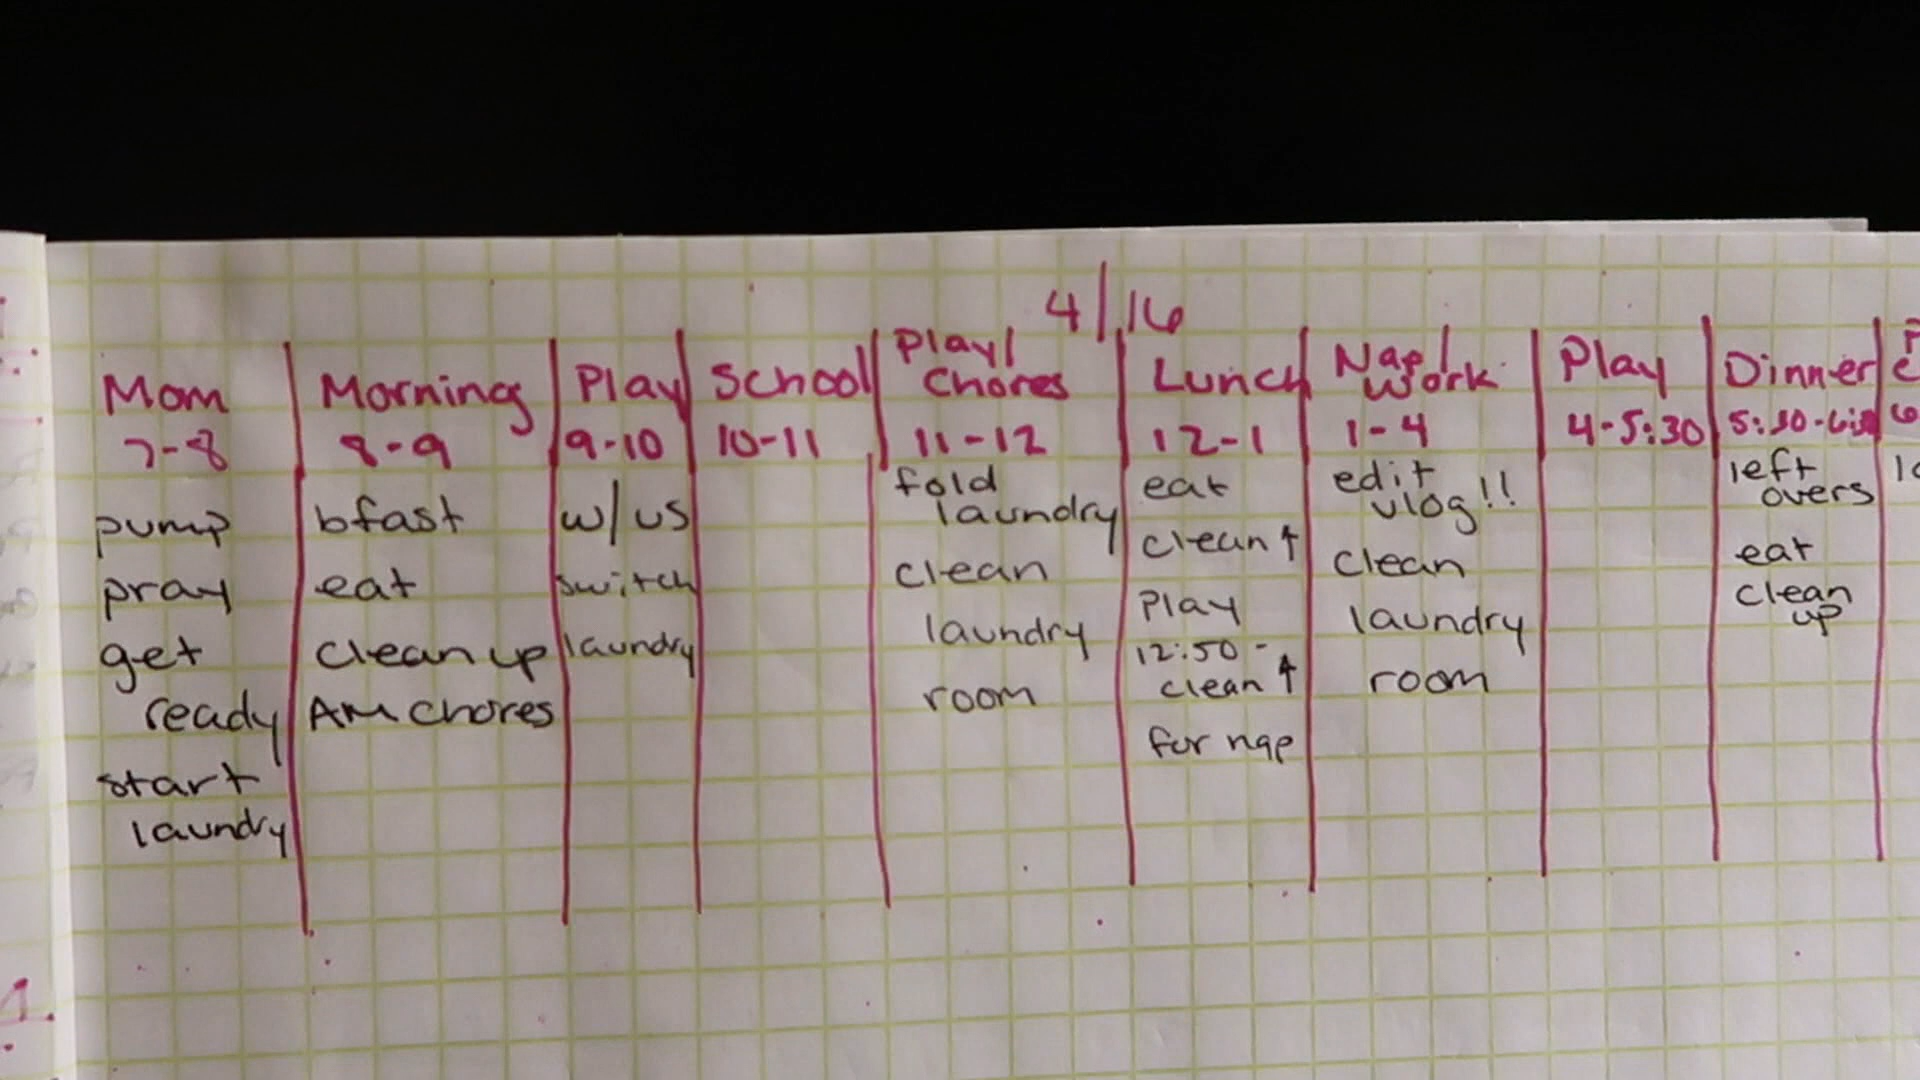 4/16
Mom
7-8
pump
pray
get
ready
start
laundry
Morning
8-9
bfast
eat
clean up
AM chores
Play
9-10
w/us
switch
laundry
School
10-11
Play/
Chores
11-12
fold
laundry
clean
laundry
room
Lunch
12-1
eat
clean ↑
Play
12:50-
clean ↑
for nap
Nap/
Work
1-4
edit
vlog!!
clean
laundry
room
Play
4-5:30
Dinner
5:30-
left
overs
eat
clean
up